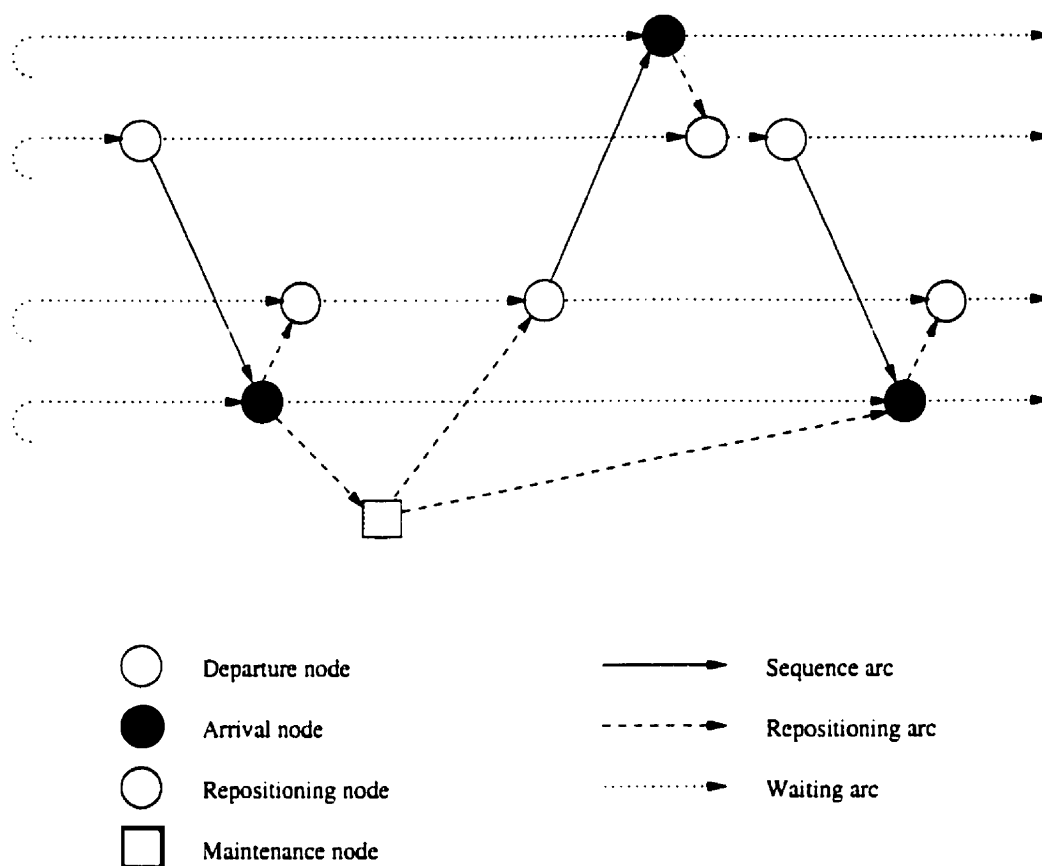 Departure node
Sequence arc
Arrival node
Repositioning arc
Repositioning node
Waiting arc
Maintenance node